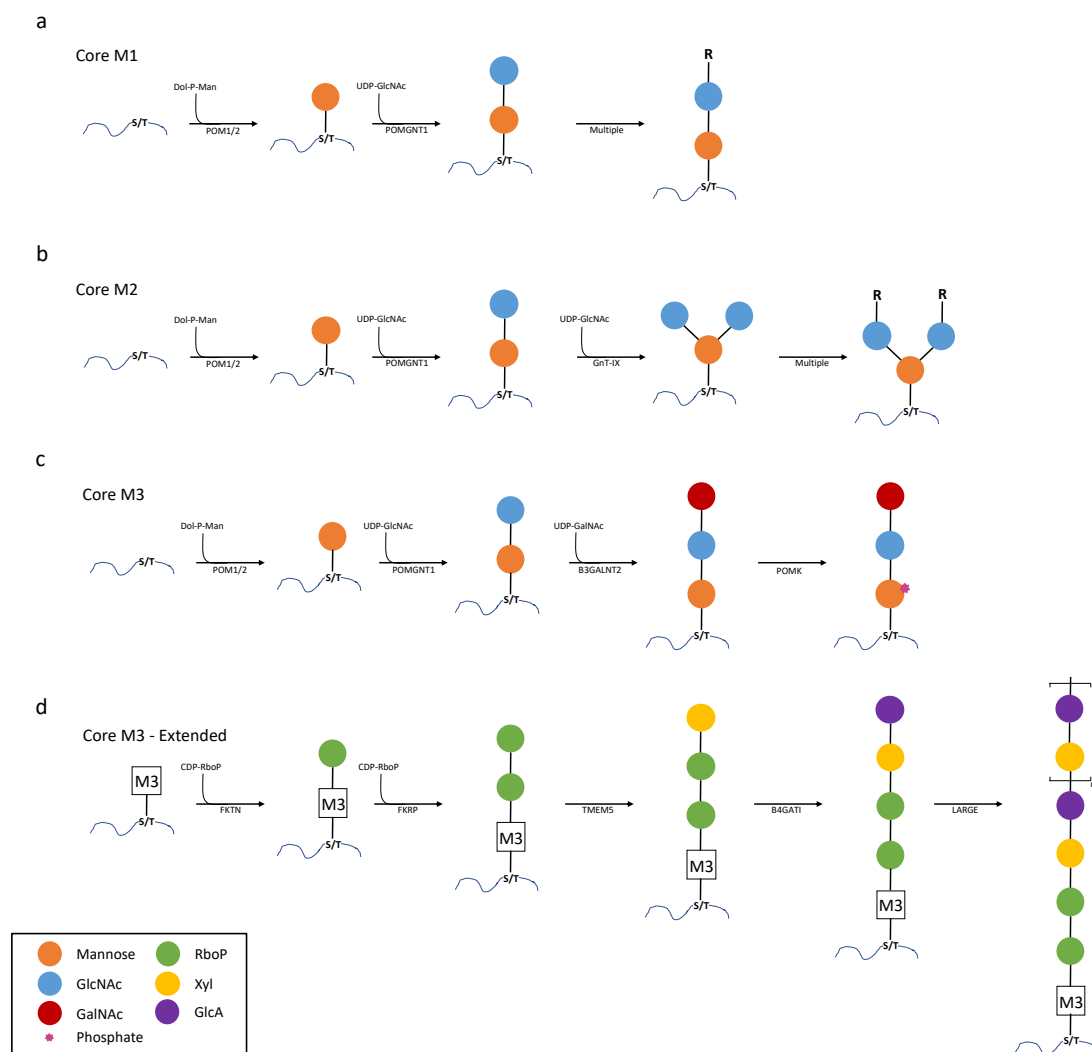 a
Core M1
R
Dol-P-Man
UDP-GlcNAc
S/T
POM1/2
S/T
POMGNT1
S/T
Multiple
S/T
b
Core M2
R
R
Dol-P-Man
UDP-GlcNAc
UDP-GlcNAc
S/T
POM1/2
S/T
POMGNT1
S/T
GnT-IX
S/T
Multiple
S/T
c
Core M3
Dol-P-Man
UDP-GlcNAc
UDP-GalNAc
S/T
POM1/2
S/T
POMGNT1
S/T
B3GALNT2
S/T
POMK
S/T
d
Core M3 - Extended
CDP-RboP
CDP-RboP
M3
S/T
FKTN
M3
S/T
FKRP
M3
S/T
TMEM5
M3
S/T
B4GATI
M3
S/T
LARGE
M3
S/T
Mannose
RboP
GlcNAc
Xyl
GalNAc
GlcA
Phosphate